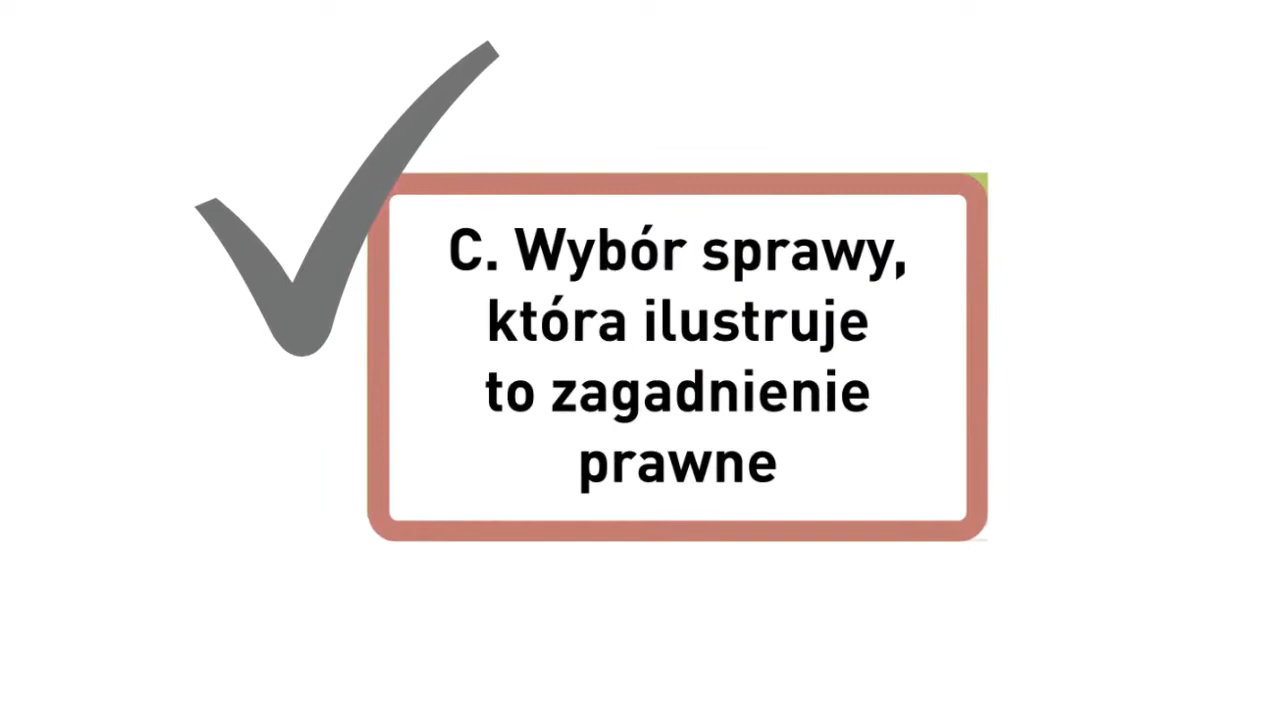 C. Wybór sprawy,
która ilustruje
to zagadnienie
prawne